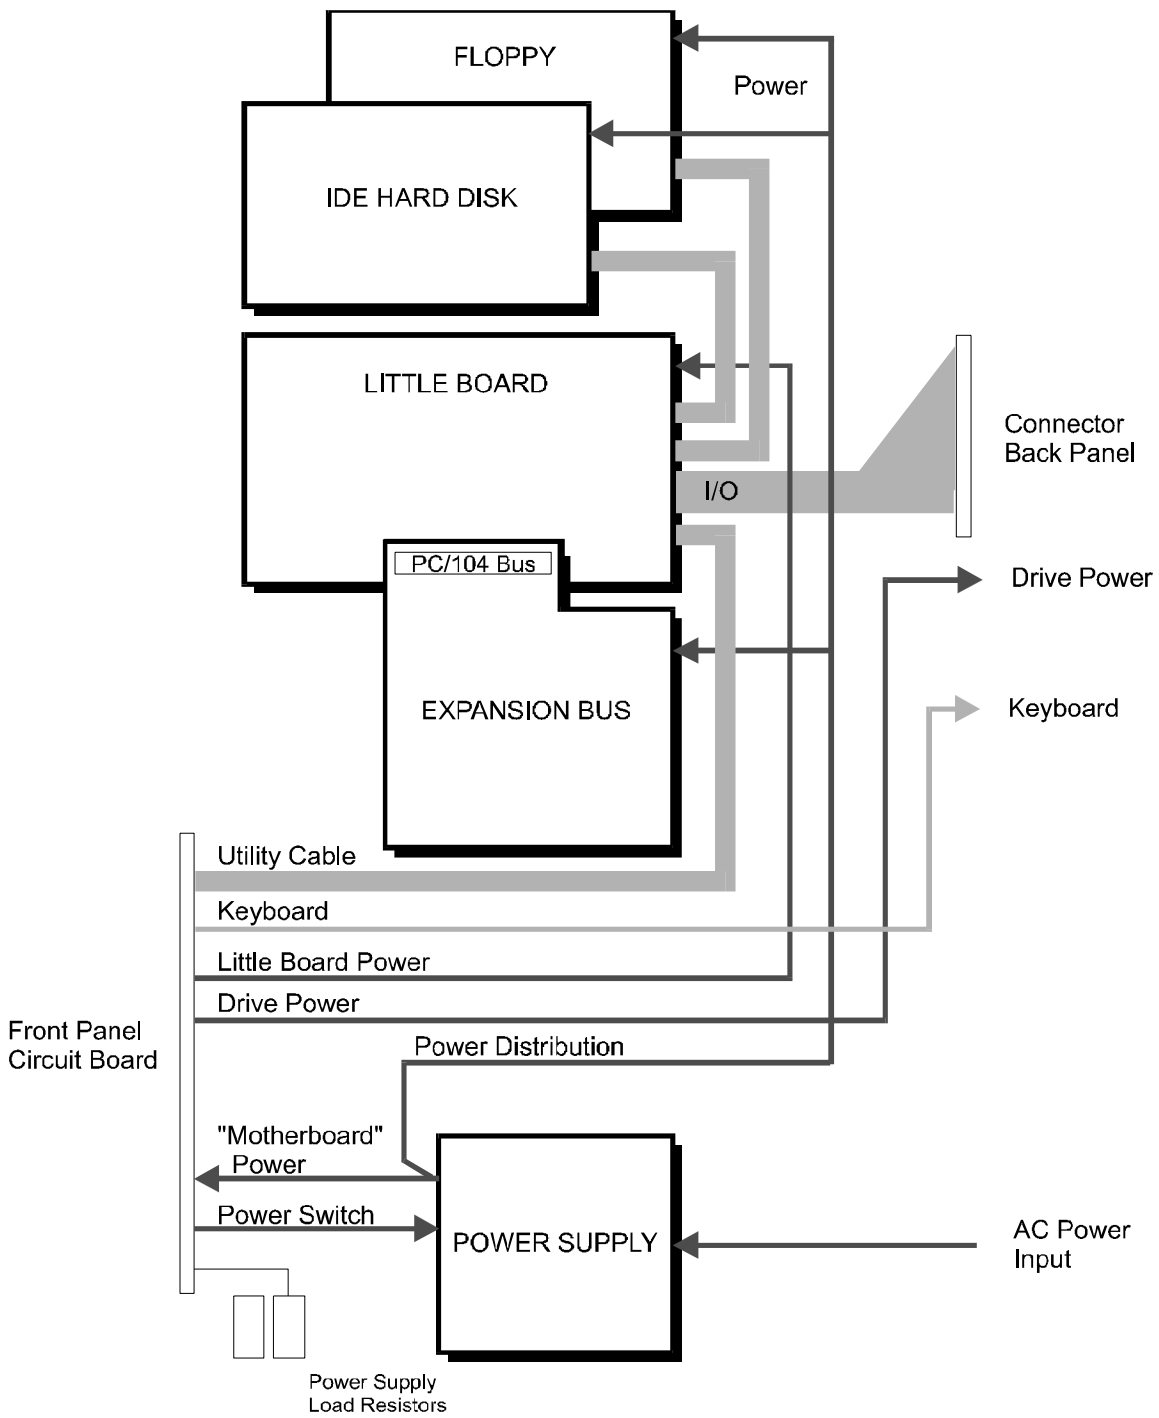 FLOPPY
Power
IDE HARD DISK
LITTLE BOARD
Connector
Back Panel
I/O
PC/104 Bus
Drive Power
EXPANSION BUS
Keyboard
Utility Cable
Keyboard
Little Board Power
Drive Power
Front Panel
Circuit Board
Power Distribution
"Motherboard"
Power
Power Switch
POWER SUPPLY
AC Power
Input
Power Supply
Load Resistors